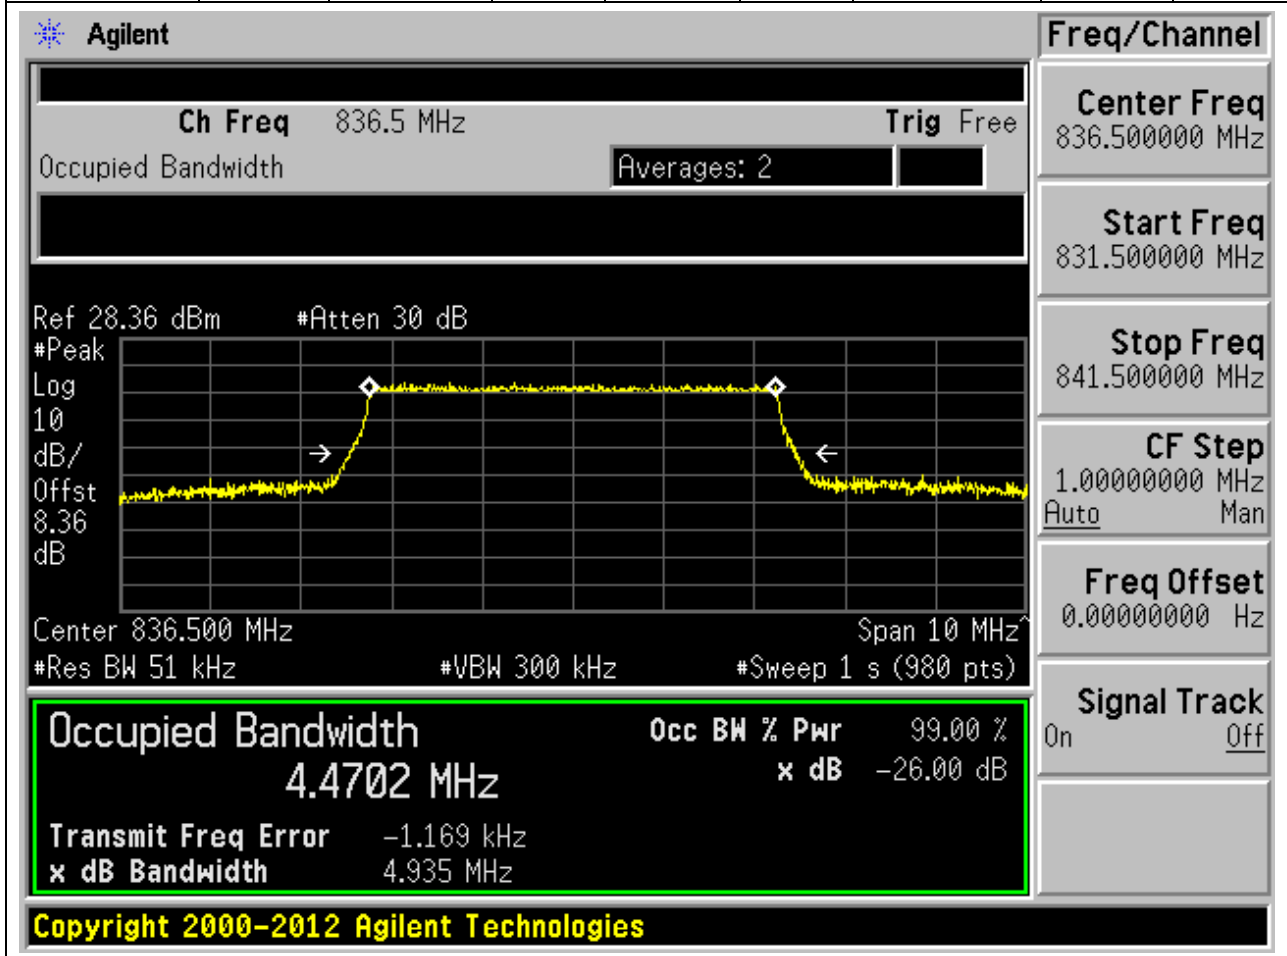 Agilent
Freq/Channel
Ch Freq 836.5 MHz Trig Free
Occupied Bandwidth Averages: 2
Center Freq
836.500000 MHz
Start Freq
831.500000 MHz
Stop Freq
841.500000 MHz
CF Step
1.00000000 MHz
Auto Man
Freq Offset
0.00000000 Hz
Signal Track
On Off
Ref 28.36 dBm #Atten 30 dB
#Peak
Log
10
dB/
Offst
8.36
dB
Center 836.500 MHz Span 10 MHz^
#Res BW 51 kHz #VBW 300 kHz #Sweep 1 s (980 pts)
Occupied Bandwidth Occ BW % Pwr 99.00 %
4.4702 MHz x dB -26.00 dB
Transmit Freq Error -1.169 kHz
x dB Bandwidth 4.935 MHz
Copyright 2000-2012 Agilent Technologies